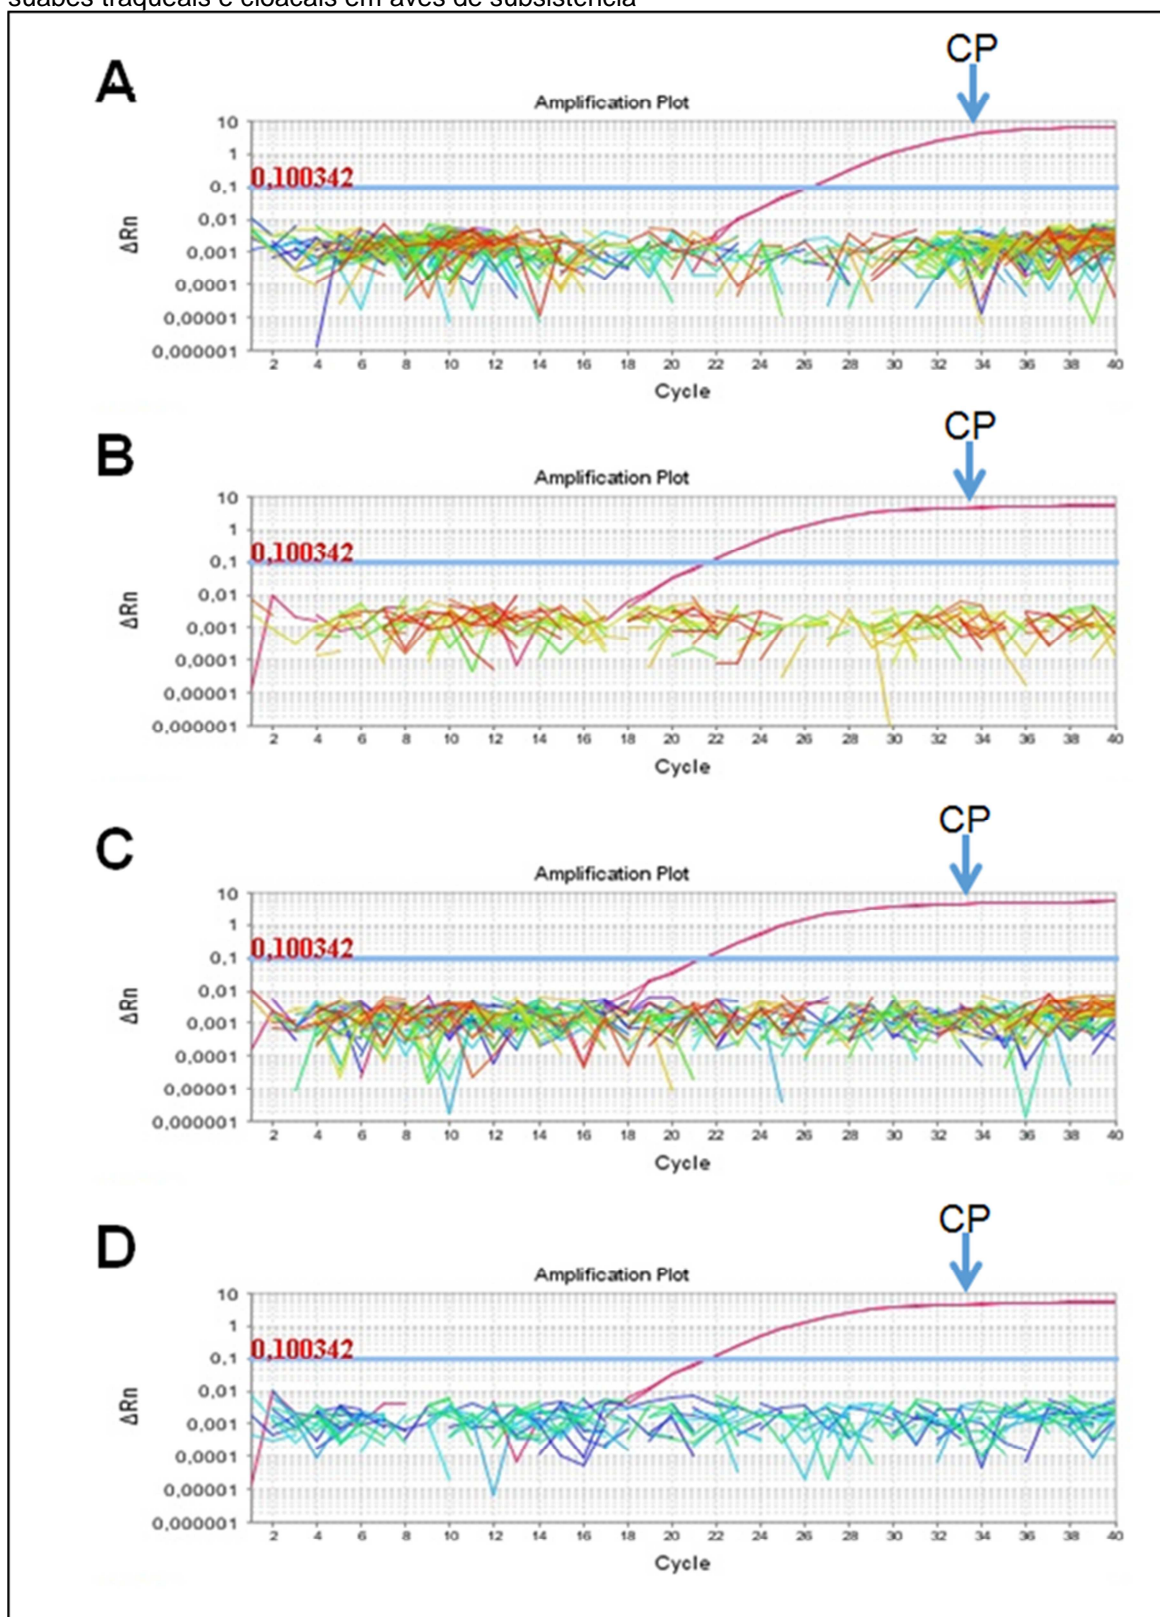 suabes traqueais e cloacais em aves de subsistência
A
CP
Amplification Plot
10
1
0,100342
0,1
0,01
0,001
0,0001
0,00001
0,000001
ΔRn
2 4 6 8 10 12 14 16 18 20 22 24 26 28 30 32 34 36 38 40
Cycle
B
CP
Amplification Plot
10
1
0,100342
0,1
0,01
0,001
0,0001
0,00001
0,000001
ΔRn
2 4 6 8 10 12 14 16 18 20 22 24 26 28 30 32 34 36 38 40
Cycle
C
CP
Amplification Plot
10
1
0,100342
0,1
0,01
0,001
0,0001
0,00001
0,000001
ΔRn
2 4 6 8 10 12 14 16 18 20 22 24 26 28 30 32 34 36 38 40
Cycle
D
CP
Amplification Plot
10
1
0,100342
0,1
0,01
0,001
0,0001
0,00001
0,000001
ΔRn
2 4 6 8 10 12 14 16 18 20 22 24 26 28 30 32 34 36 38 40
Cycle